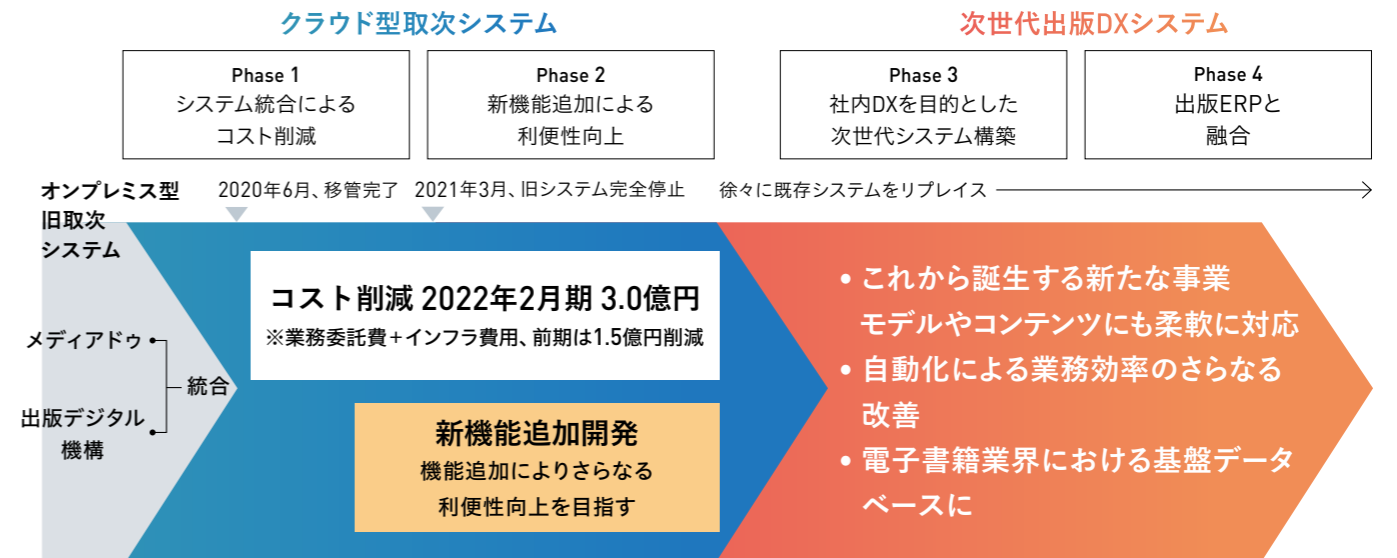 クラウド型取次システム
次世代出版DXシステム
Phase 1
システム統合による
コスト削減
Phase 2
新機能追加による
利便性向上
Phase 3
社内DXを目的とした
次世代システム構築
Phase 4
出版ERPと
融合
オンプレミス型
旧取次
システム
2020年6月、移管完了
2021年3月、旧システム完全停止
徐々に既存システムをリプレイス
メディアドゥ
出版デジタル
機構
統合
コスト削減 2022年2月期 3.0億円
※業務委託費＋インフラ費用、前期は1.5億円削減
新機能追加開発
機能追加によりさらなる
利便性向上を目指す
• これから誕生する新たな事業
モデルやコンテンツにも柔軟に対応
• 自動化による業務効率のさらなる
改善
• 電子書籍業界における基盤データ
ベースに